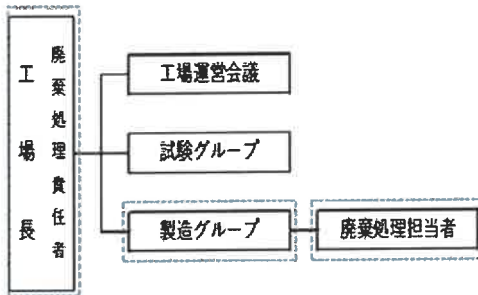 工場長
廃棄処理責任者
工場運営会議
試験グループ
製造グループ
廃棄処理担当者